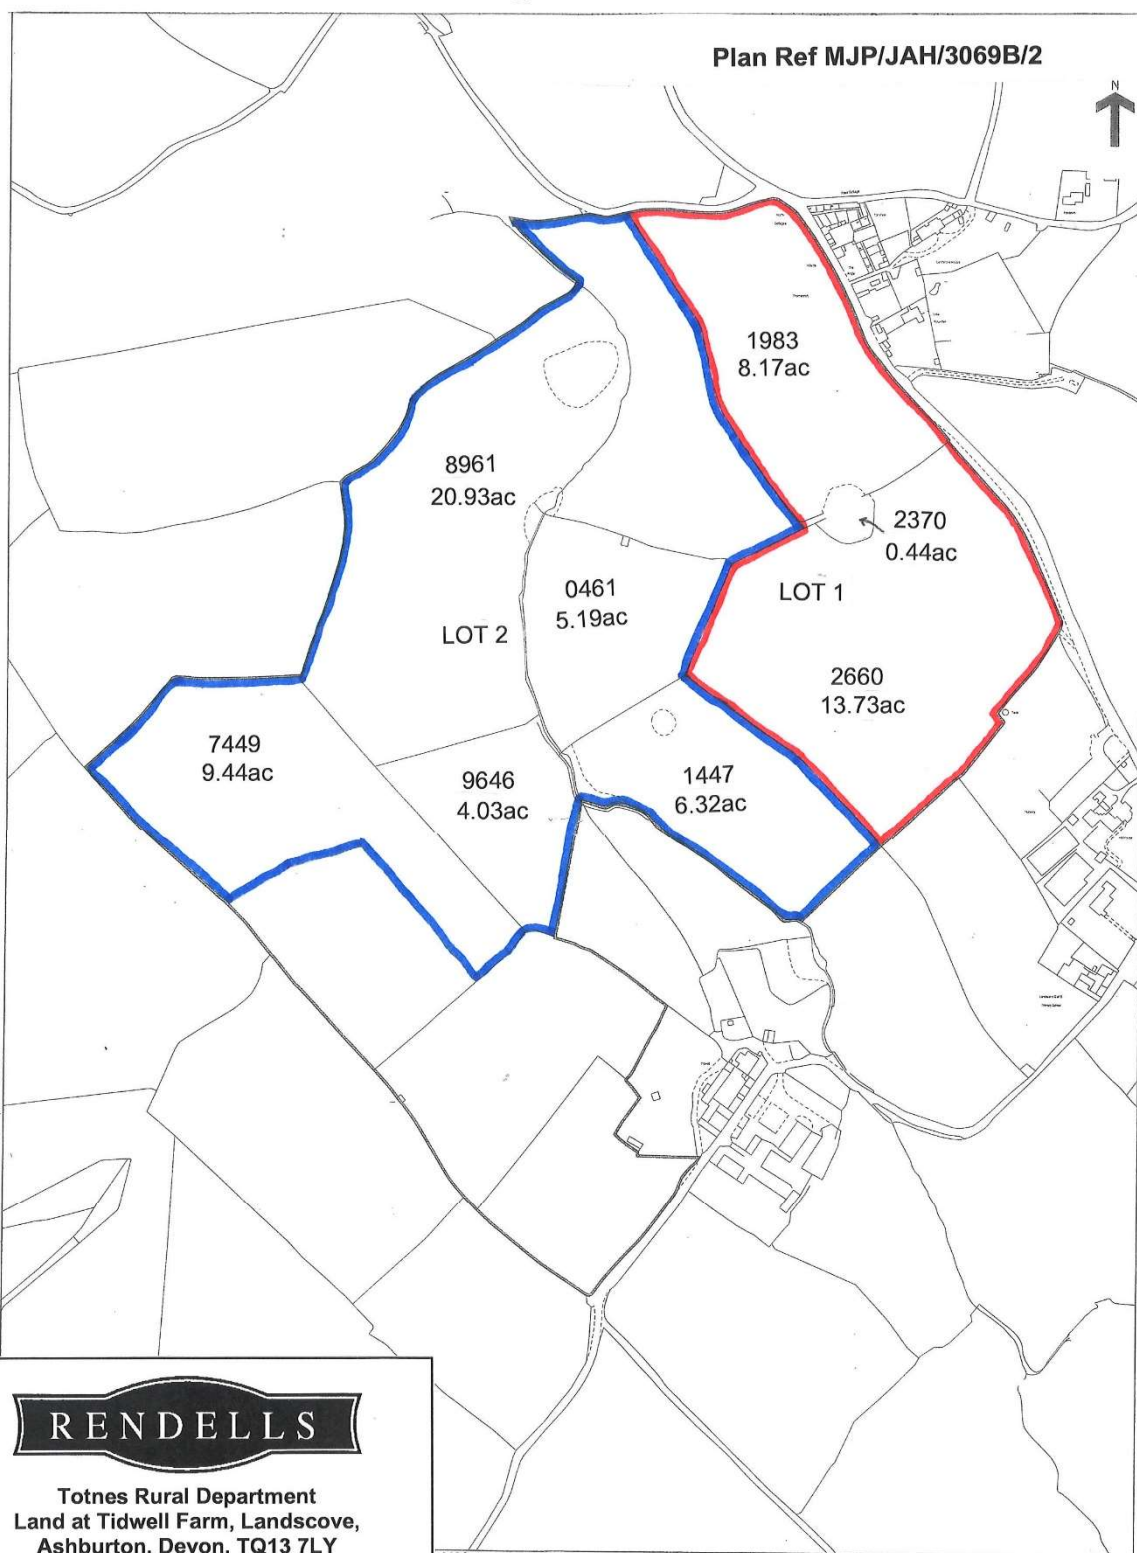 Plan Ref MJP/JAH/3069B/2
N
1983
8.17ac
8961
20.93ac
2370
0.44ac
0461
5.19ac
LOT 1
LOT 2
2660
13.73ac
7449
9.44ac
9646
4.03ac
1447
6.32ac
RENDELLS
Totnes Rural Department
Land at Tidwell Farm, Landscove,
Ashburton, Devon, TQ13 7LY